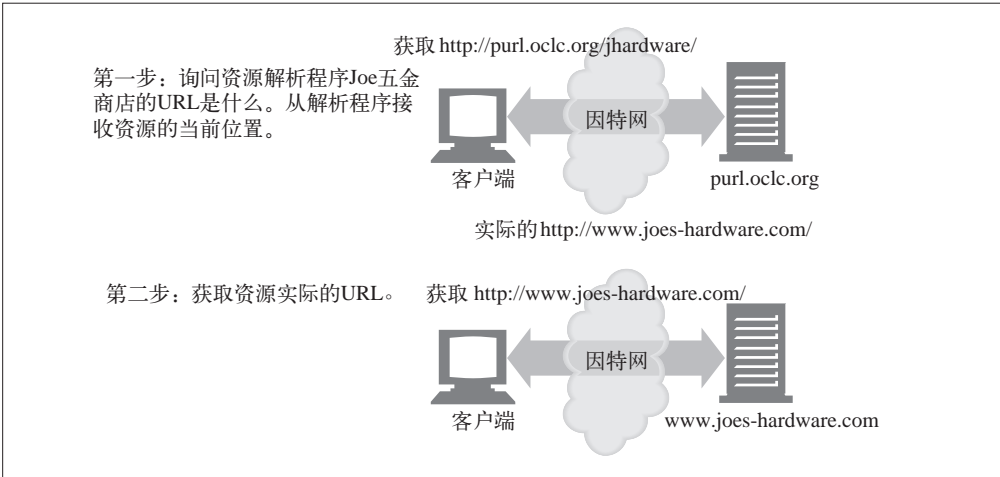 获取 http://purl.oclc.org/jhardware/
第一步：询问资源解析程序Joe五金
商店的URL是什么。从解析程序接
收资源的当前位置。
因特网
客户端
purl.oclc.org
实际的http://www.joes-hardware.com/
第二步：获取资源实际的URL。
获取 http://www.joes-hardware.com/
因特网
客户端
www.joes-hardware.com